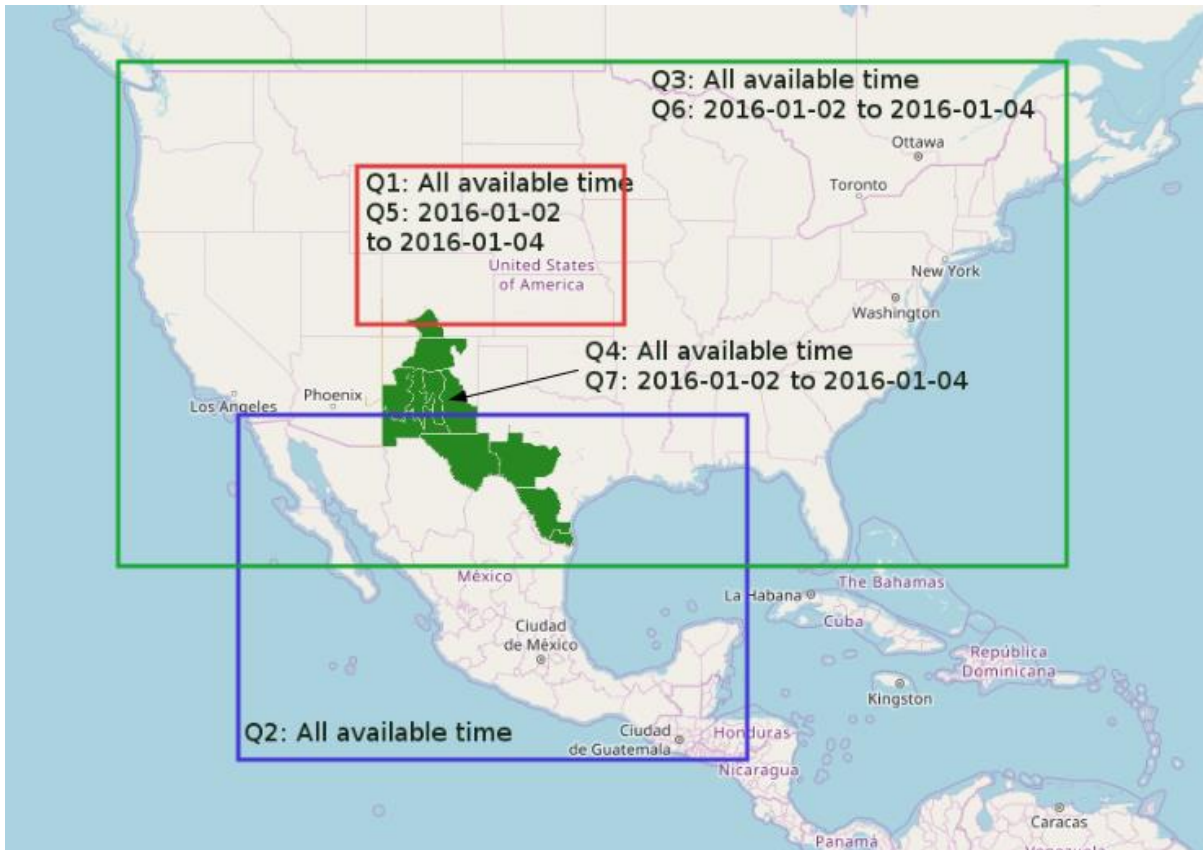 Q3: All available time
Q6: 2016-01-02 to 2016-01-04
Ottawa
Q1: All available time
Toronto
Q5: 2016-01-02
to 2016-01-04
United States
of America
New York
Washington
Q4: All available time
Q7: 2016-01-02 to 2016-01-04
Phoenix
Los Angeles
México
The Bahamas
La Habana
Cuba
Ciudad
de México
República
Dominicana
Kingston
Q2: All available time
Ciudad
de Guatemala
Honduras
Nicaragua
Caracas
Panamá